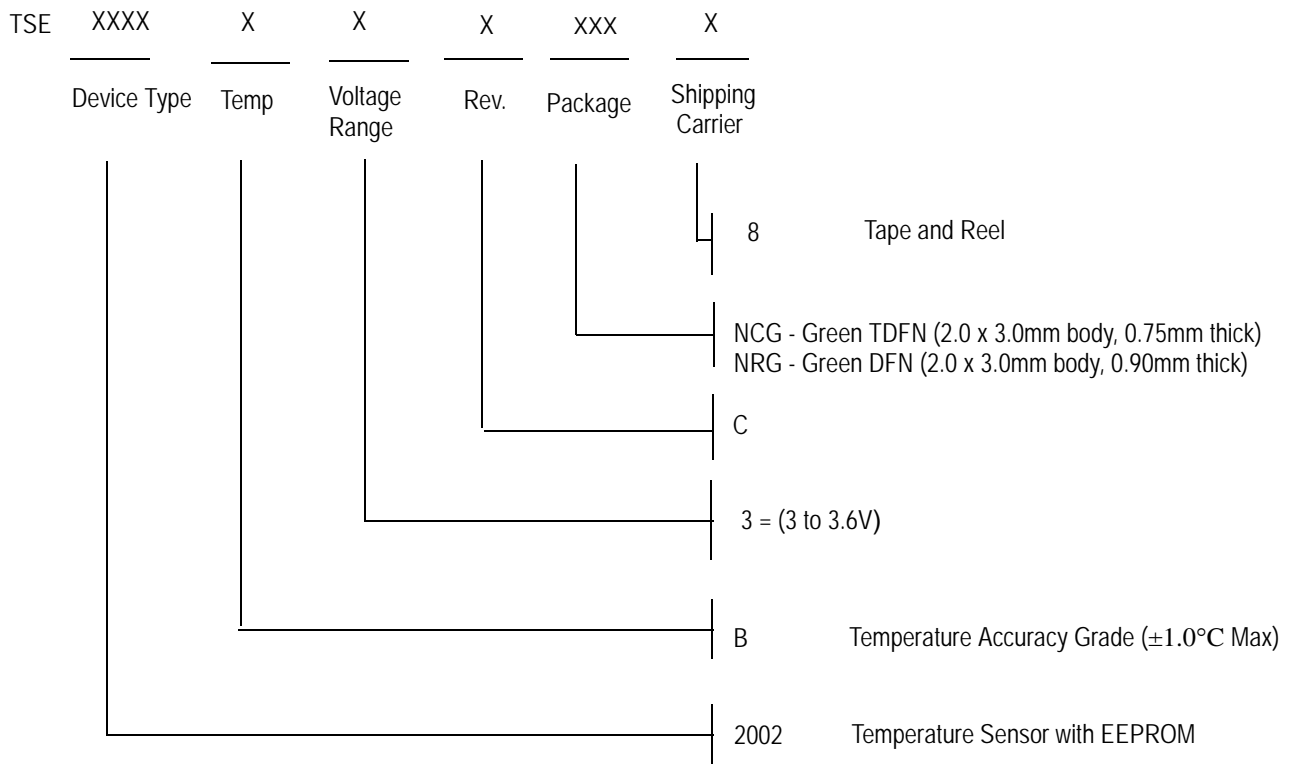 TSE XXXX X X X XXX X
Device Type Temp Voltage Range Rev. Package Shipping Carrier
8 Tape and Reel
NCG - Green TDFN (2.0 x 3.0mm body, 0.75mm thick)
NRG - Green DFN (2.0 x 3.0mm body, 0.90mm thick)
C
3 = (3 to 3.6V)
B Temperature Accuracy Grade (±1.0°C Max)
2002 Temperature Sensor with EEPROM